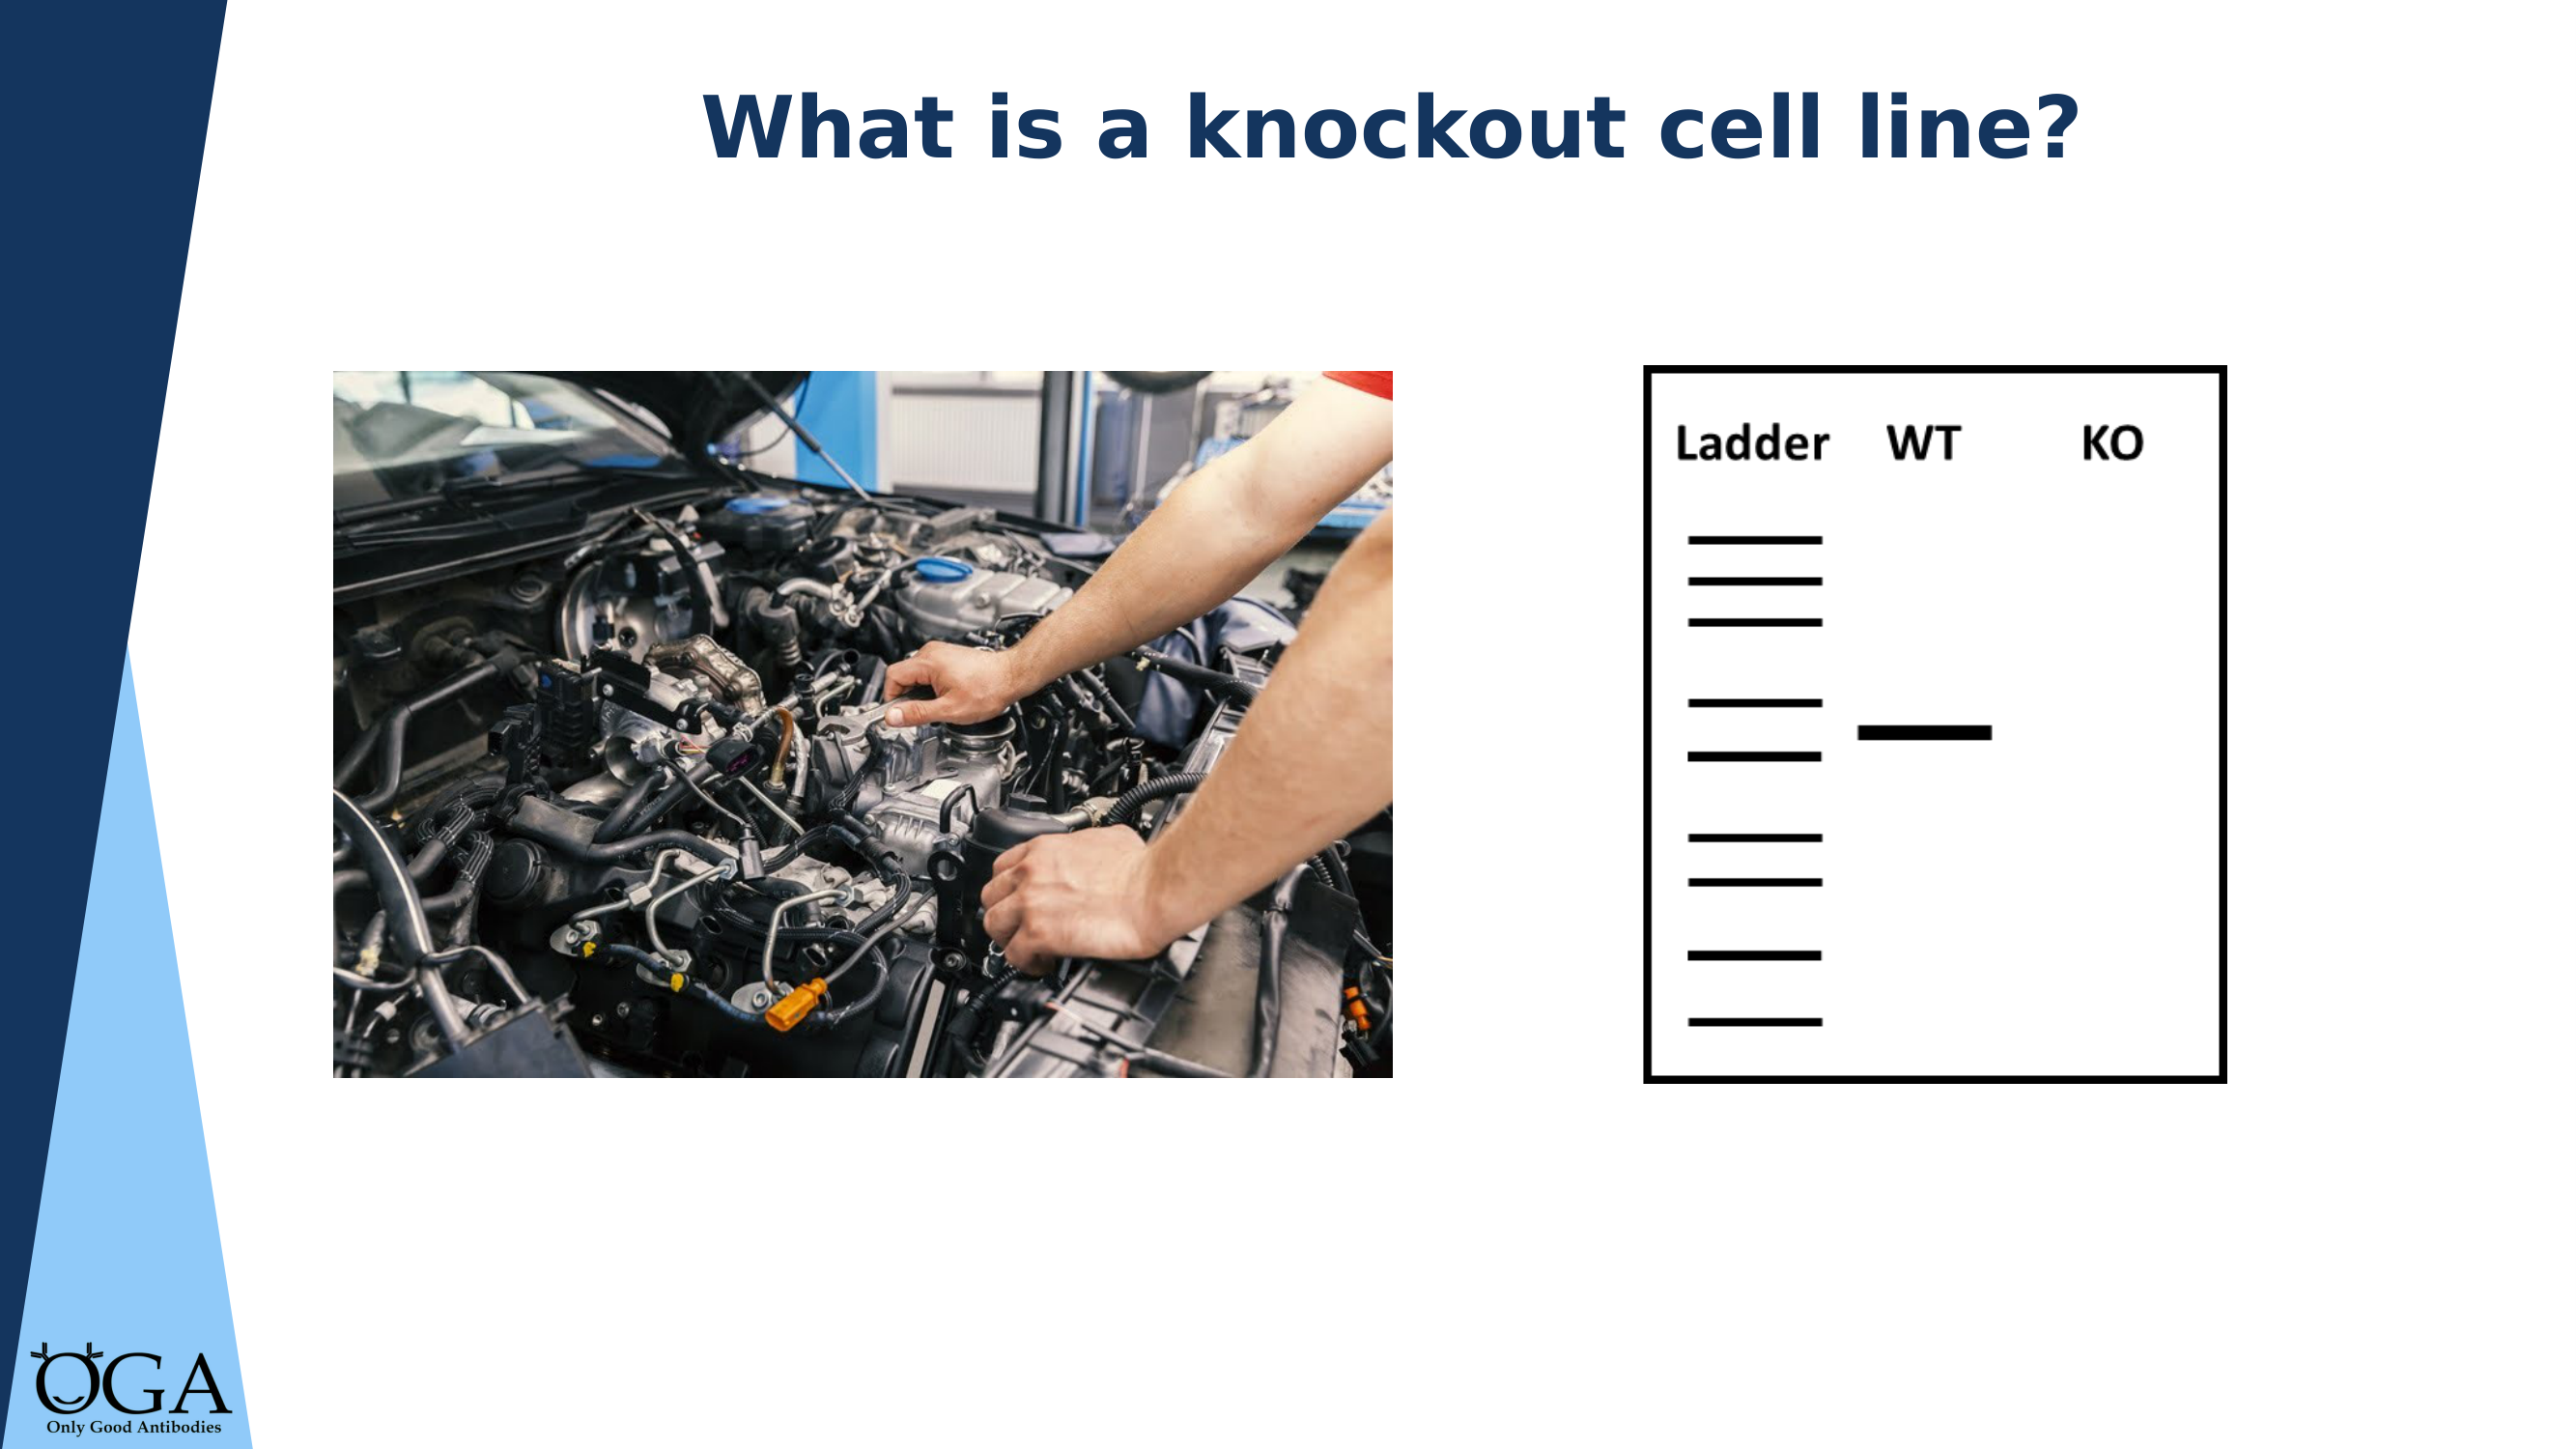 What is a knockout cell line?
Ladder WT KO
OGA
Only Good Antibodies